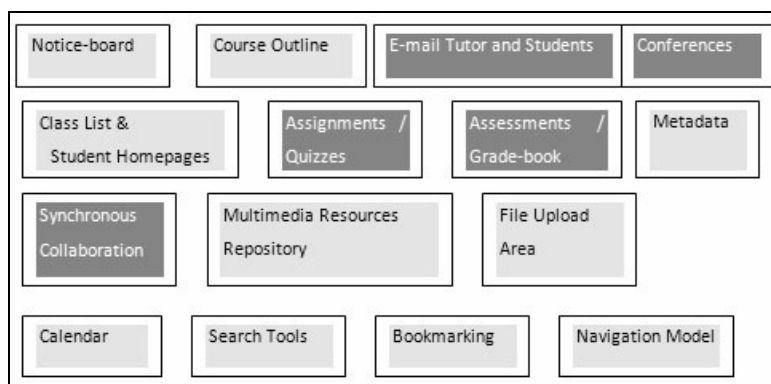 Notice-board
Course Outline
E-mail Tutor and Students
Conferences
Class List &
Student Homepages
Assignments /
Quizzes
Assessments /
Grade-book
Metadata
Synchronous
Collaboration
Multimedia Resources
Repository
File Upload
Area
Calendar
Search Tools
Bookmarking
Navigation Model